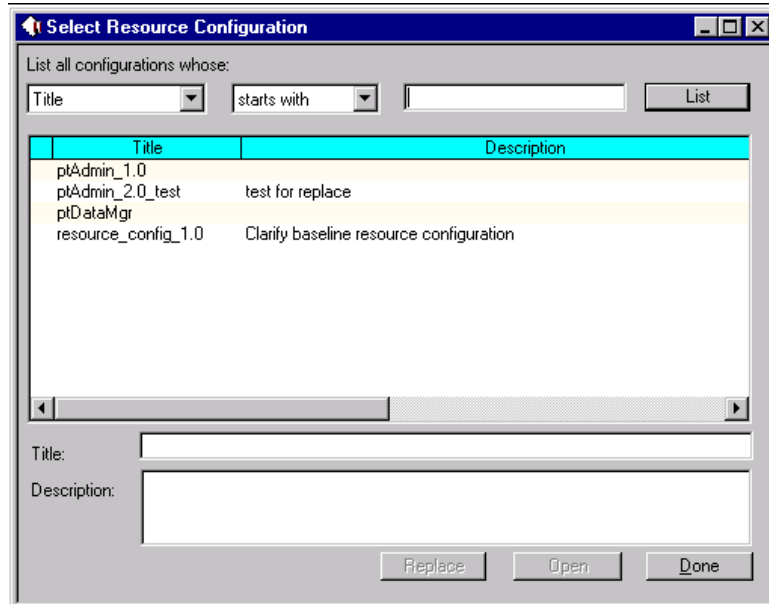 Select Resource Configuration
List all configurations whose:
Title starts with List
Title Description
ptAdmin_1.0
ptAdmin_2.0_test test for replace
ptDataMgr
resource_config_1.0 Clarify baseline resource configuration
Title:
Description:
Replace Open Done